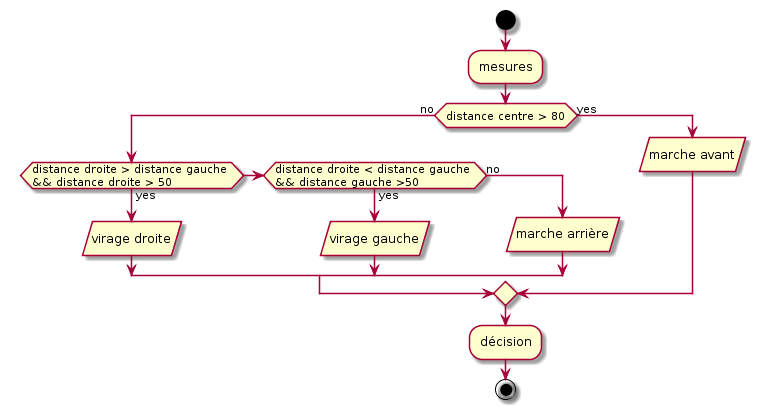 mesures
no
distance centre > 80
yes
marche avant
distance droite > distance gauche
&& distance droite > 50
distance droite < distance gauche
&& distance gauche >50
no
yes
yes
virage droite
virage gauche
marche arrière
décision